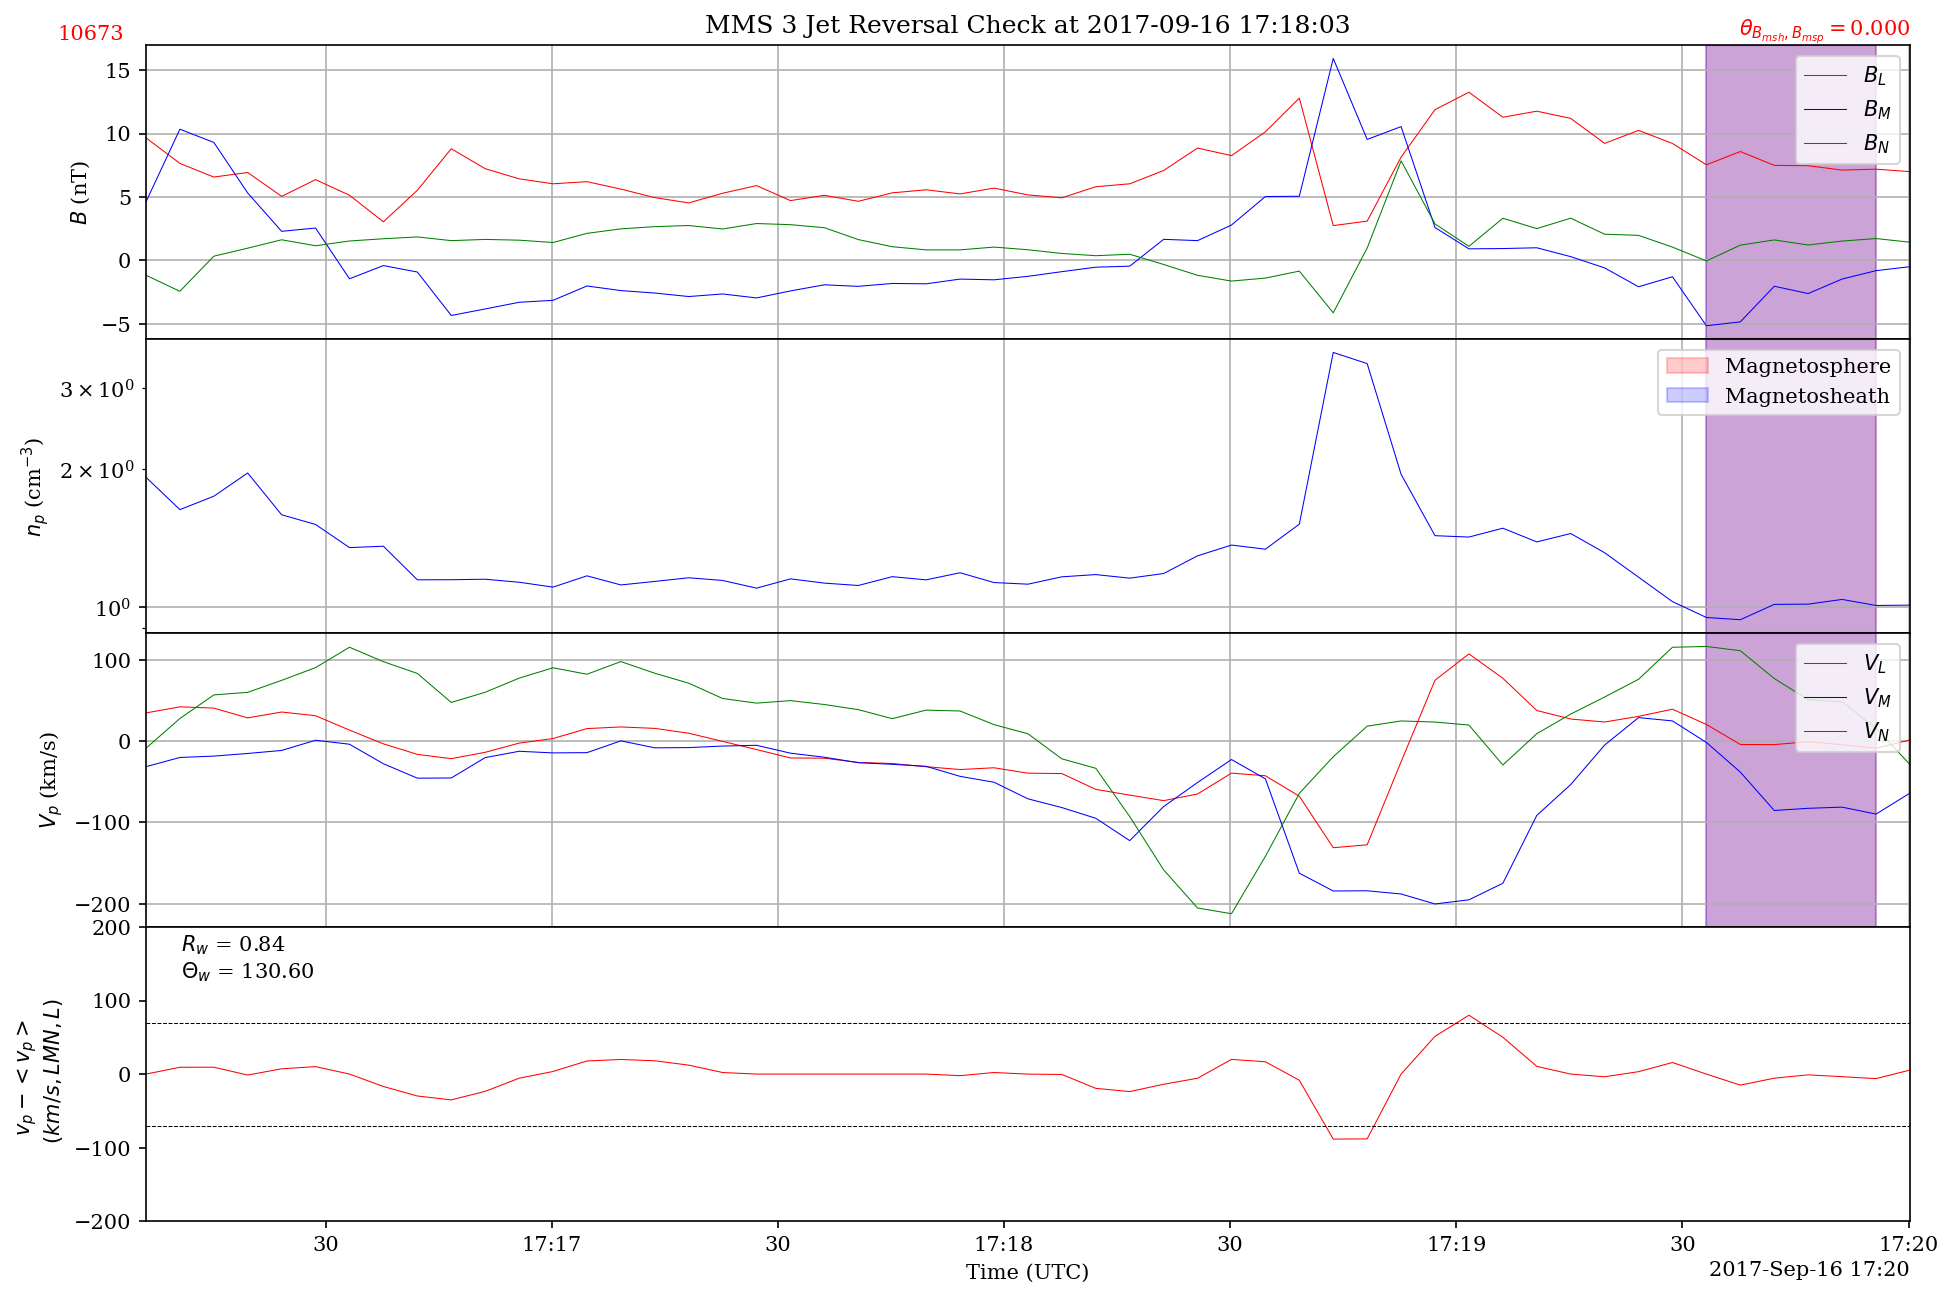 10673
MMS 3 Jet Reversal Check at 2017-09-16 17:18:03
θ_{B_{msh}, B_{msp}} = 0.000
15
10
5
0
−5
B (nT)
B_L
B_M
B_N
3 × 10^0
2 × 10^0
10^0
n_p (cm^{−3})
Magnetosphere
Magnetosheath
100
0
−100
−200
V_p (km/s)
V_L
V_M
V_N
200
100
0
−100
−200
v_p − < v_p >
(km/s, LMN, L)
R_w = 0.84
Θ_w = 130.60
30
17:17
30
17:18
30
17:19
30
17:20
Time (UTC)
2017-Sep-16 17:20